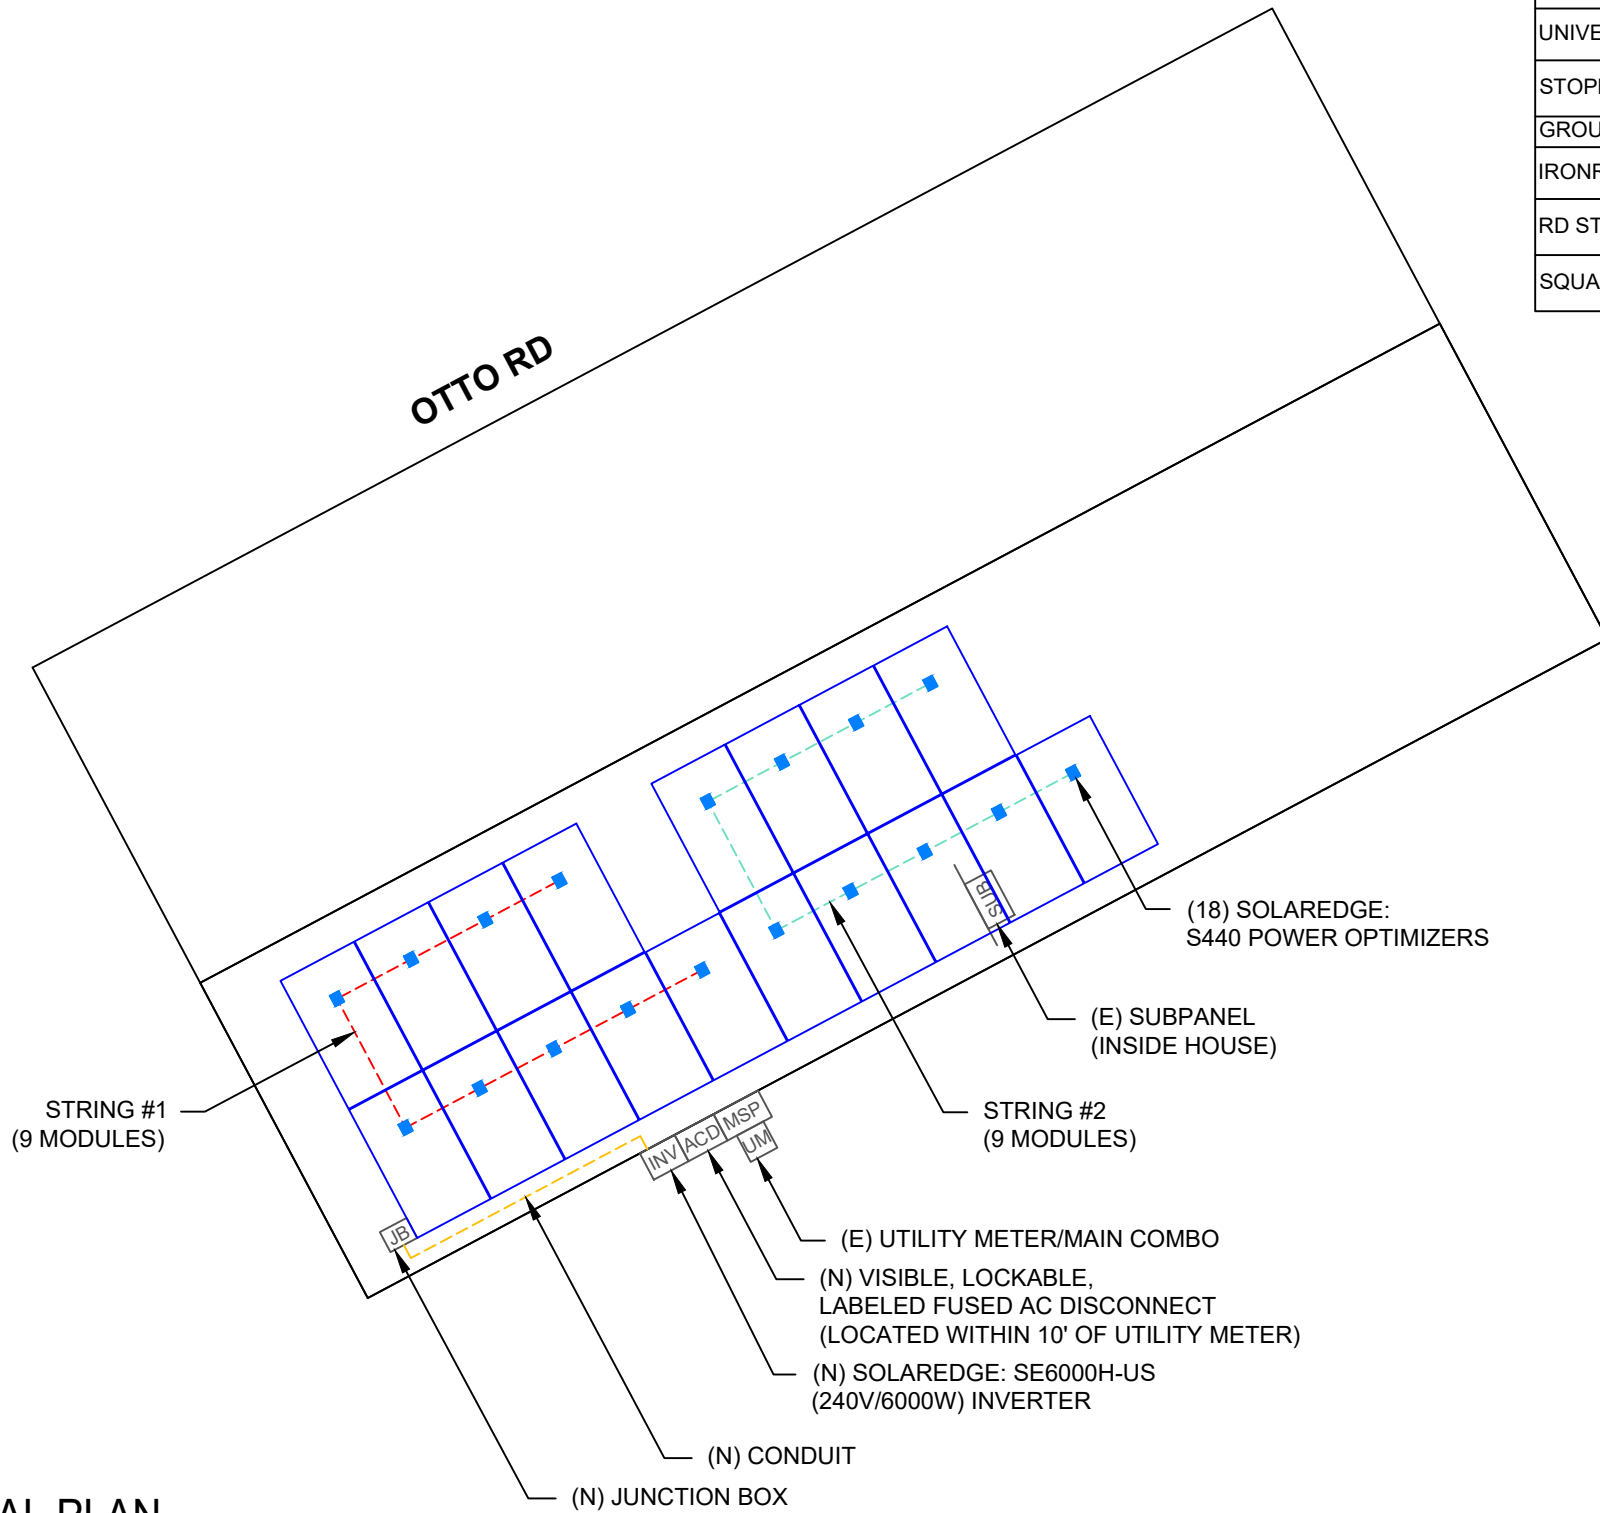 UNIVE
STOP
GROU
IRONR
RD ST
SQUA
OTTO RD
(18) SOLAREDGE:
S440 POWER OPTIMIZERS
SUB
(E) SUBPANEL
(INSIDE HOUSE)
STRING #1
(9 MODULES)
STRING #2
(9 MODULES)
MSP
ACD
INV
UM
JB
(E) UTILITY METER/MAIN COMBO
(N) VISIBLE, LOCKABLE,
LABELED FUSED AC DISCONNECT
(LOCATED WITHIN 10' OF UTILITY METER)
(N) SOLAREDGE: SE6000H-US
(240V/6000W) INVERTER
(N) CONDUIT
(N) JUNCTION BOX
AL PLAN